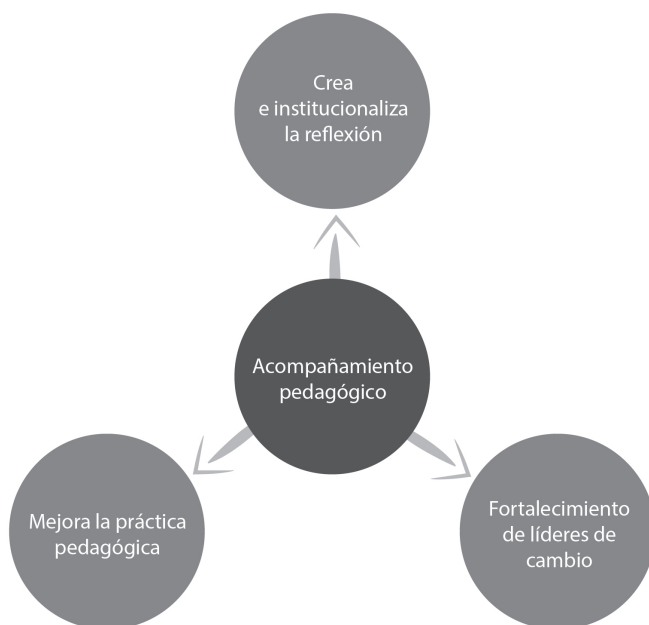 Crea
e institucionaliza
la reflexión
Acompañamiento
pedagógico
Mejora la práctica
pedagógica
Fortalecimiento
de líderes de
cambio